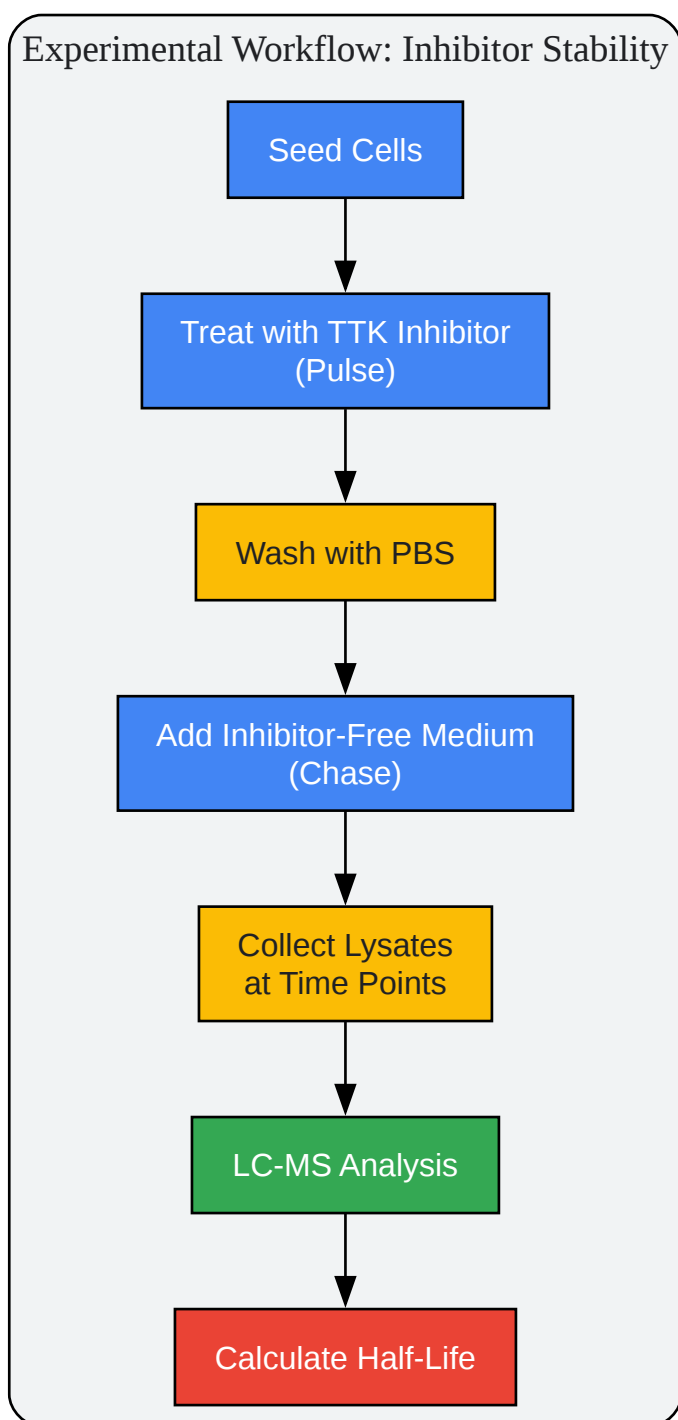 Experimental Workflow: Inhibitor Stability
Seed Cells
Treat with TTK Inhibitor
(Pulse)
Wash with PBS
Add Inhibitor-Free Medium
(Chase)
Collect Lysates
at Time Points
LC-MS Analysis
Calculate Half-Life